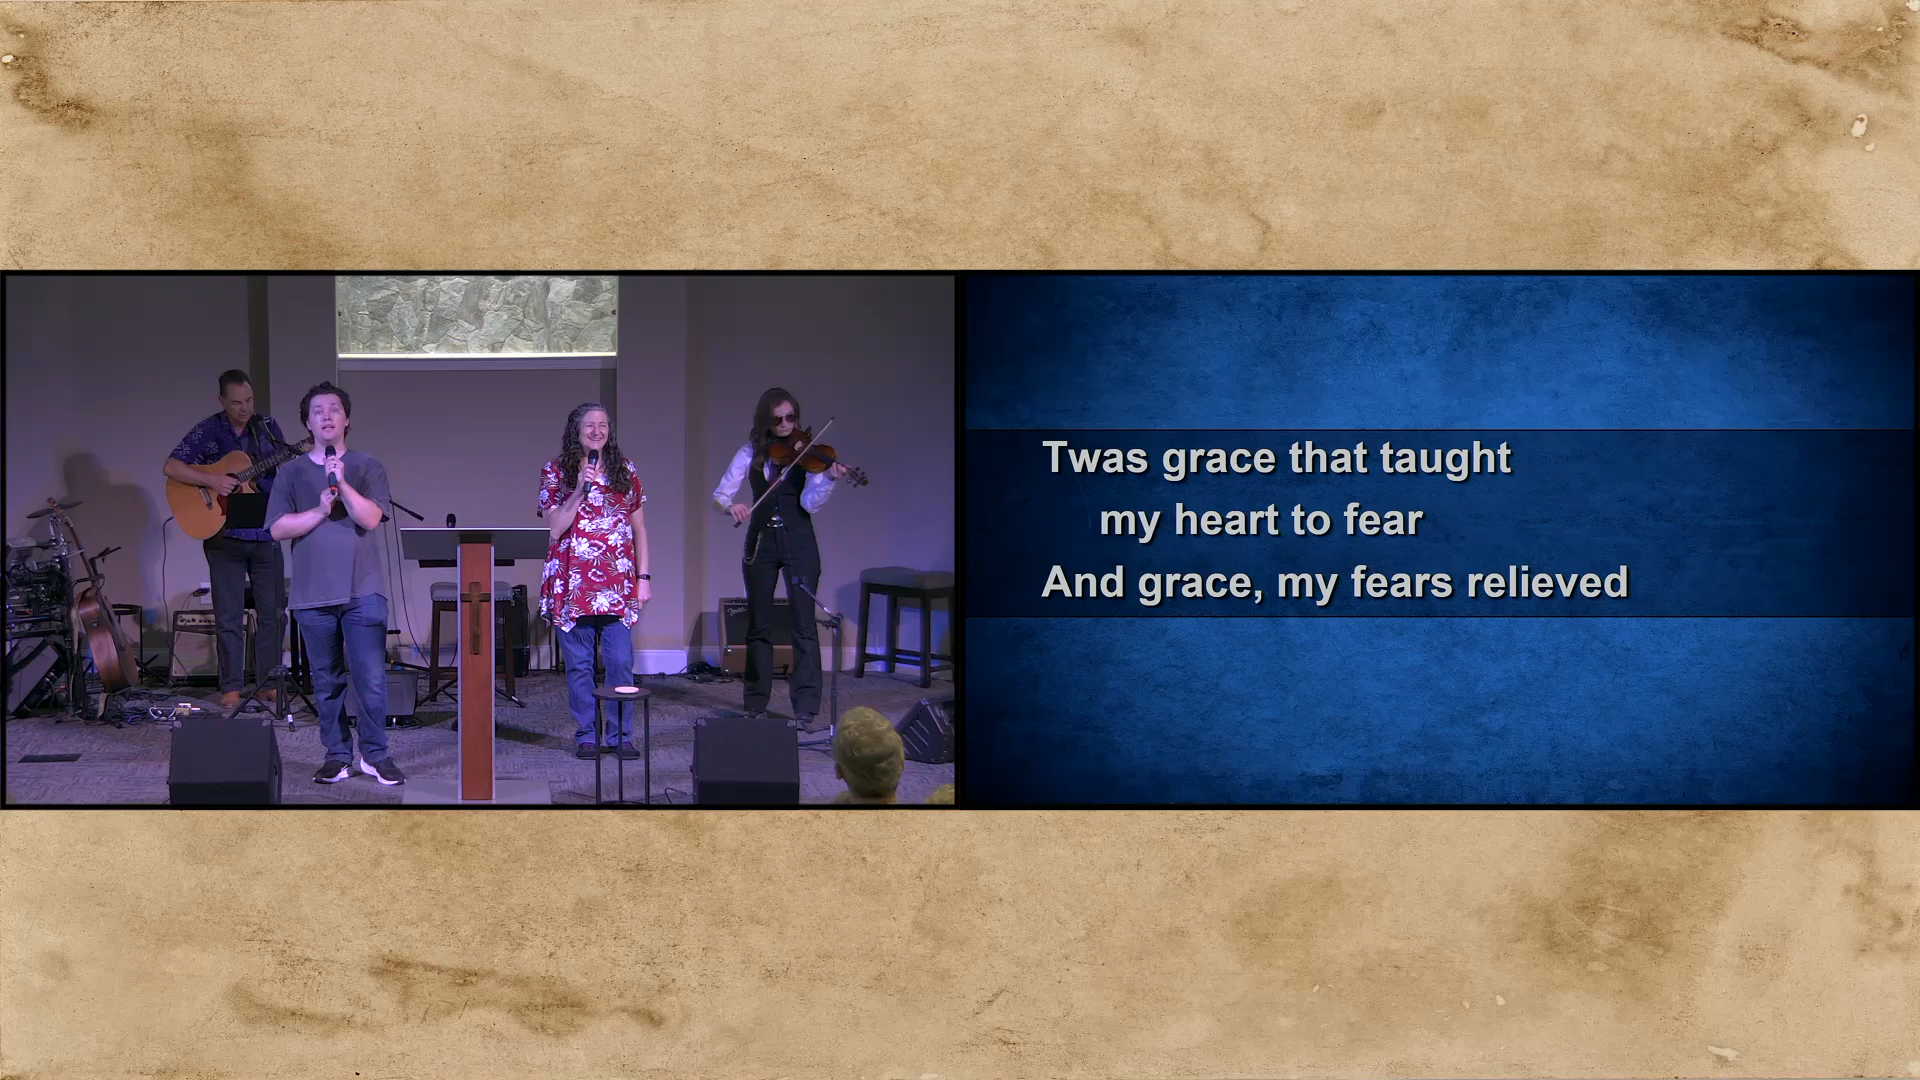 Twas grace that taught
my heart to fear
And grace, my fears relieved